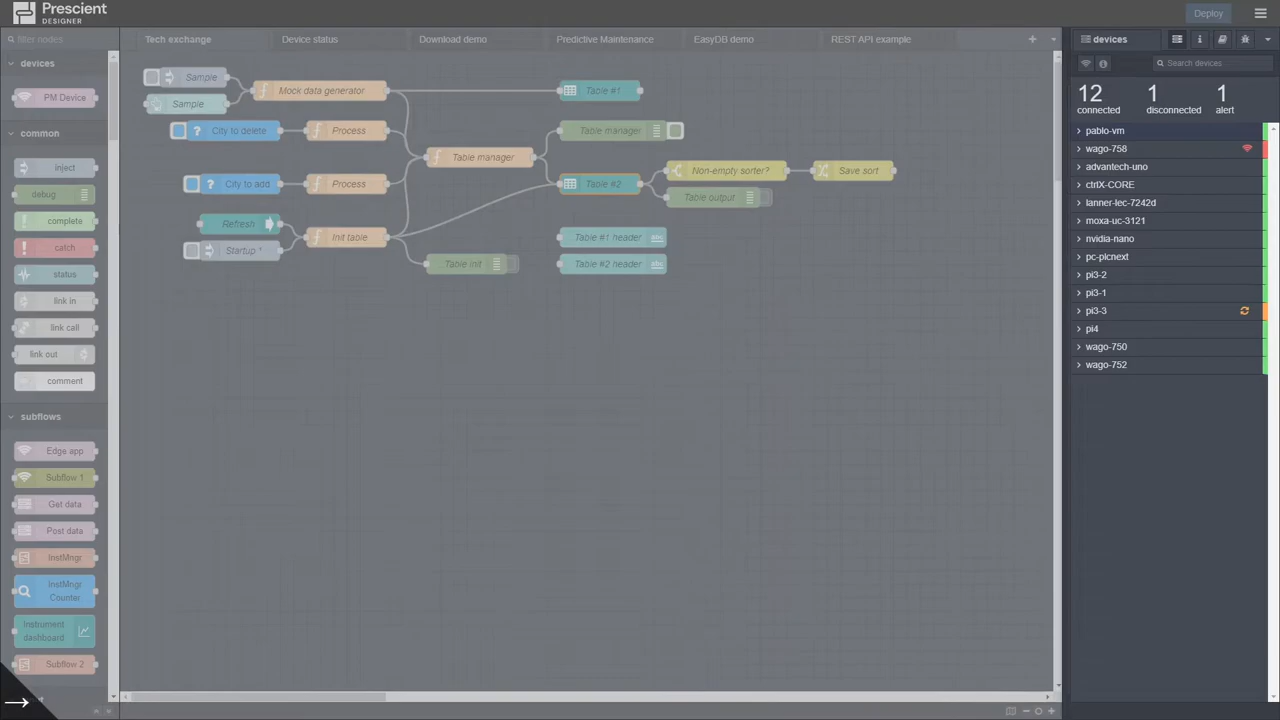 Prescient
DESIGNER
Deploy
filter nodes
Tech exchange
Device status
Download demo
Predictive Maintenance
EasyDB demo
REST API example
devices
Search devices
devices
PM Device
common
inject
debug
complete
catch
status
link in
link call
link out
comment
subflows
Edge app
Subflow 1
Get data
Post data
InstMngr
InstMngr
Counter
Instrument
dashboard
Subflow 2
Sample
Mock data generator
Table #1
Sample
City to delete
Process
Table manager
Table manager
City to add
Process
Table #2
Non-empty sorter?
Save sort
Table output
Refresh
Init table
Table #1 header
Startup *
Table init
Table #2 header
12
connected
1
disconnected
1
alert
pablo-vm
wago-758
advantech-uno
ctrlX-CORE
lanner-lec-7242d
moxa-uc-3121
nvidia-nano
pc-plcnext
pi3-2
pi3-1
pi3-3
pi4
wago-750
wago-752